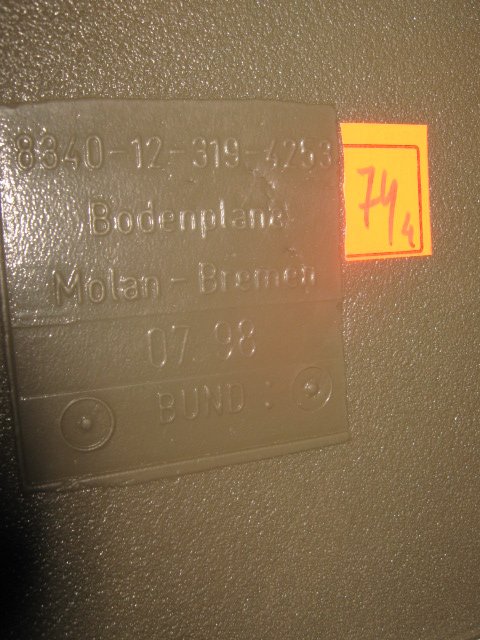 8340-12-319-4253
Bodenplane
Molan-Bremen
07.98
BUND:
74
4